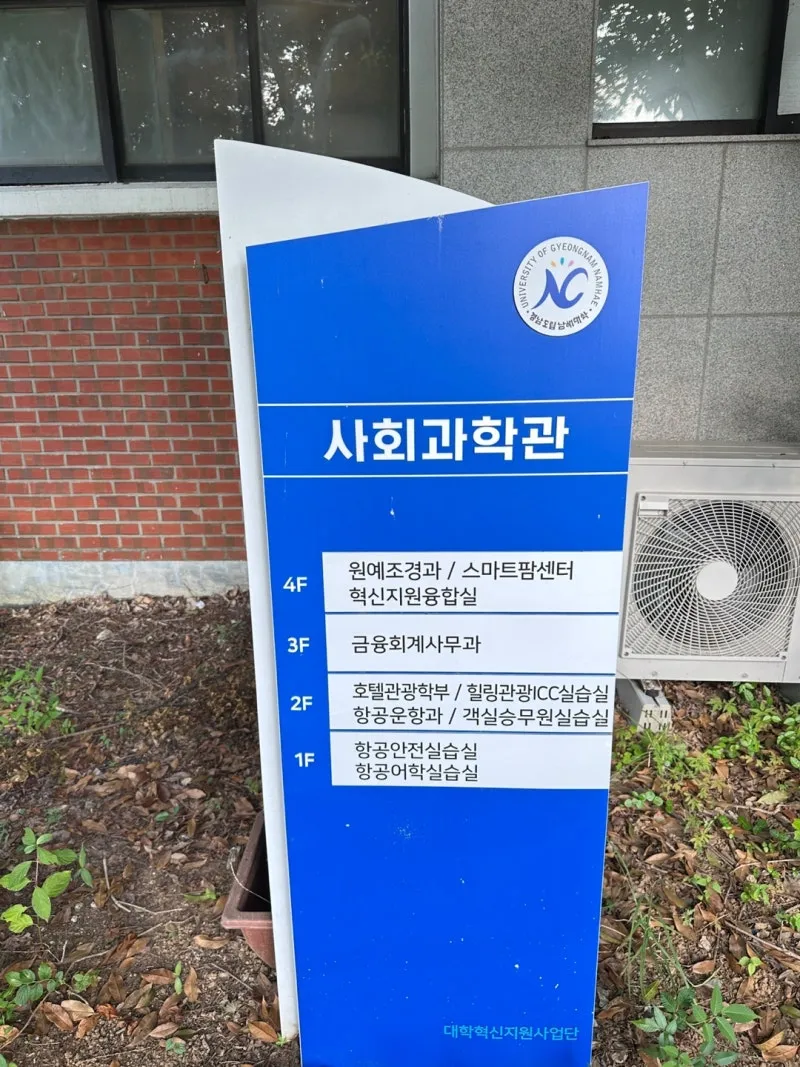 UNIVERSITY OF GYEONGNAM NAMHAE
NC
경남도립남해대학
사회과학관
4F
원예조경과 / 스마트팜센터
혁신지원융합실
3F
금융회계사무과
2F
호텔관광학부 / 힐링관광ICC실습실
항공운항과 / 객실승무원실습실
1F
항공안전실습실
항공어학실습실
대학혁신지원사업단